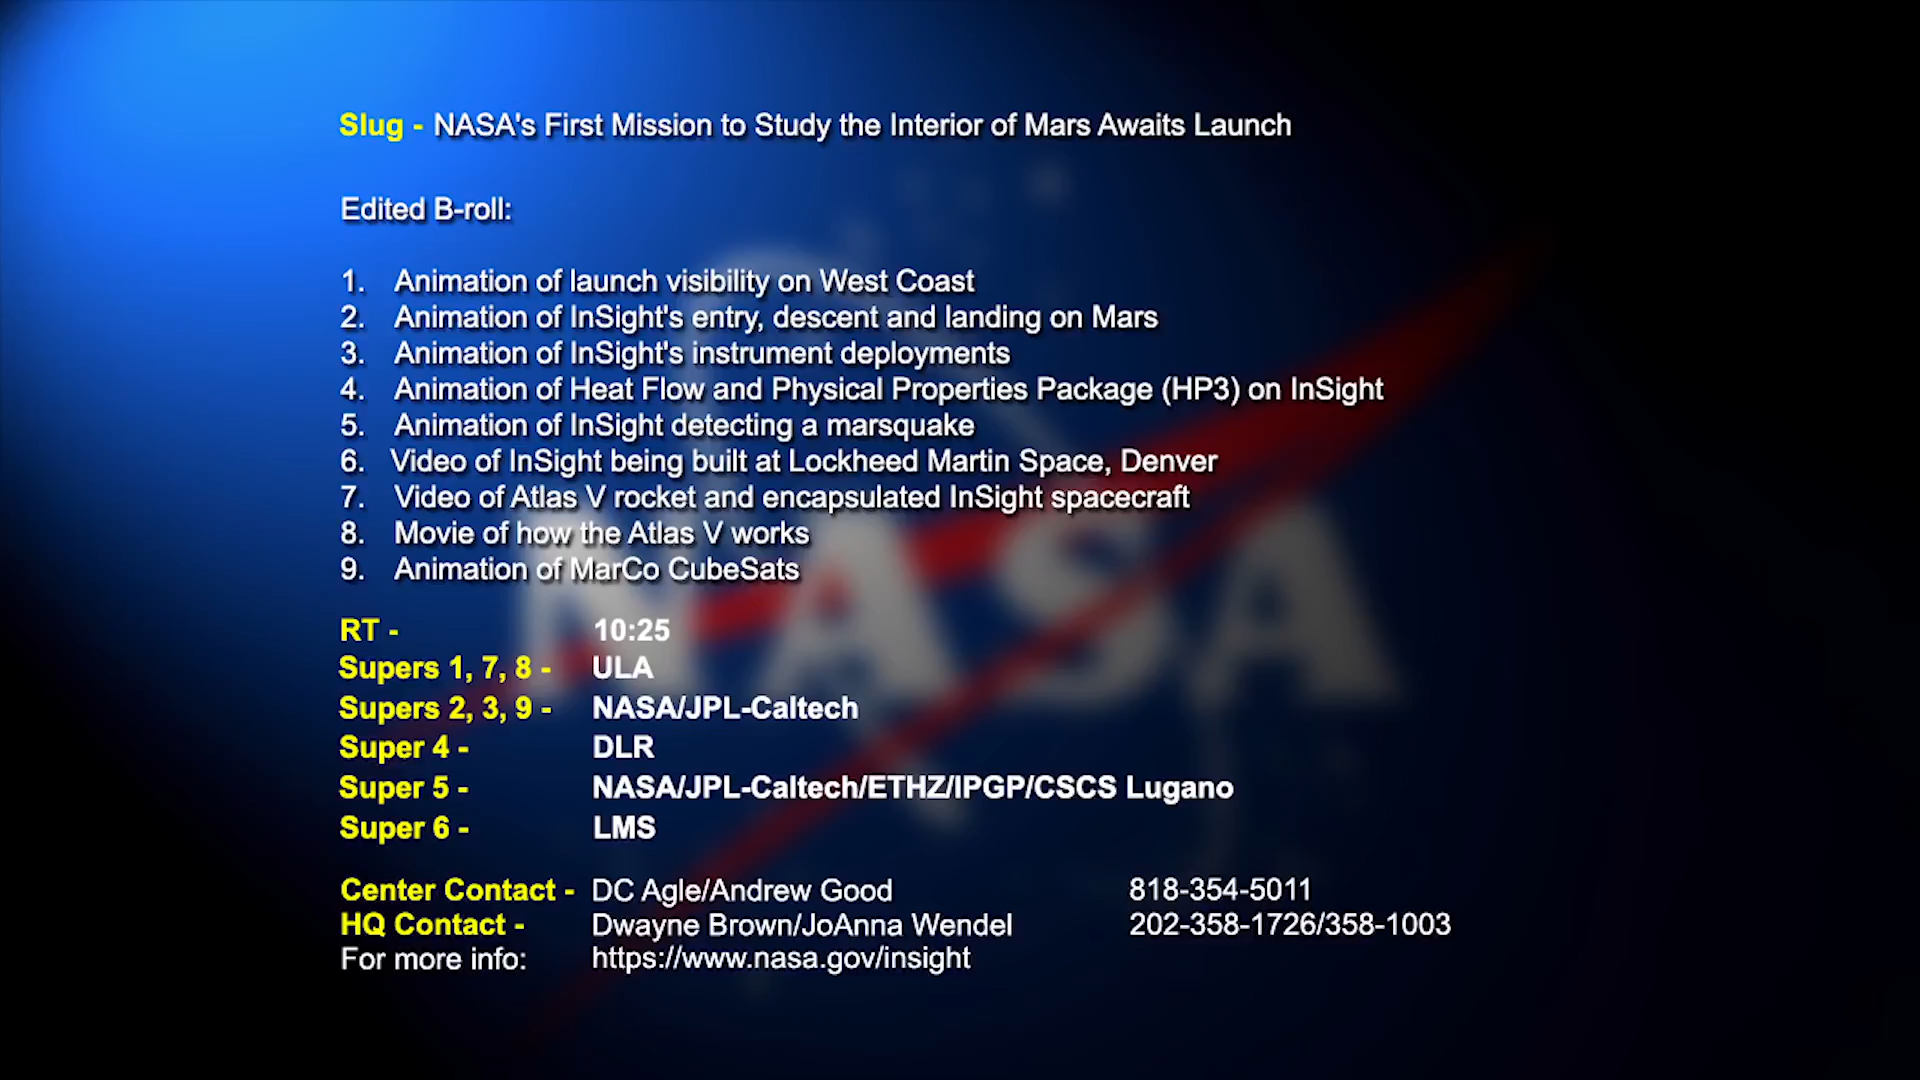 Slug - NASA's First Mission to Study the Interior of Mars Awaits Launch
Edited B-roll:
1. Animation of launch visibility on West Coast
2. Animation of InSight's entry, descent and landing on Mars
3. Animation of InSight's instrument deployments
4. Animation of Heat Flow and Physical Properties Package (HP3) on InSight
5. Animation of InSight detecting a marsquake
6. Video of InSight being built at Lockheed Martin Space, Denver
7. Video of Atlas V rocket and encapsulated InSight spacecraft
8. Movie of how the Atlas V works
9. Animation of MarCo CubeSats
NASA
RT - 10:25
Supers 1, 7, 8 - ULA
Supers 2, 3, 9 - NASA/JPL-Caltech
Super 4 - DLR
Super 5 - NASA/JPL-Caltech/ETHZ/IPGP/CSCS Lugano
Super 6 - LMS
Center Contact - DC Agle/Andrew Good 818-354-5011
HQ Contact - Dwayne Brown/JoAnna Wendel 202-358-1726/358-1003
For more info: https://www.nasa.gov/insight